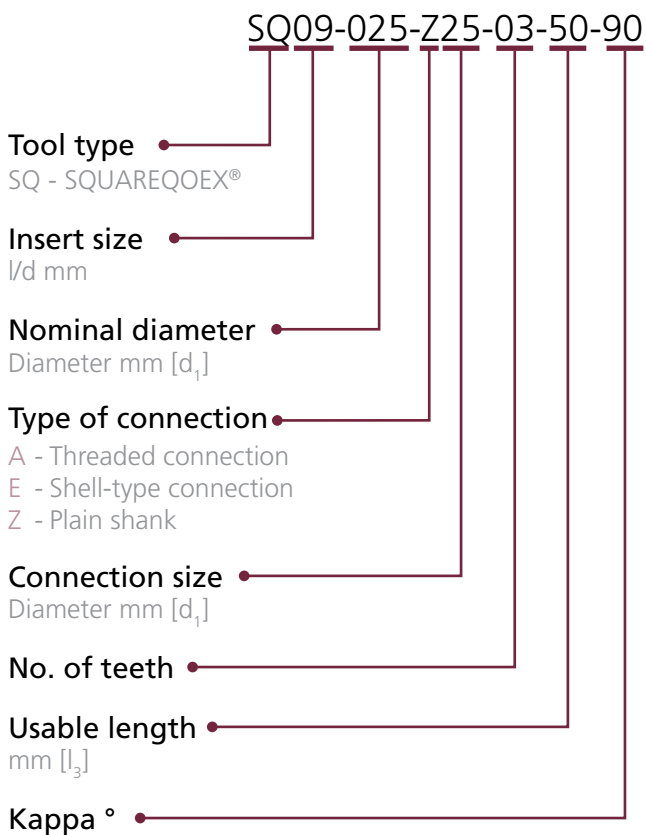 SQ09-025-Z25-03-50-90
Tool type
SQ - SQUAREQOEX®
Insert size
l/d mm
Nominal diameter
Diameter mm [d₁]
Type of connection
A - Threaded connection
E - Shell-type connection
Z - Plain shank
Connection size
Diameter mm [d₁]
No. of teeth
Usable length
mm [l₃]
Kappa °